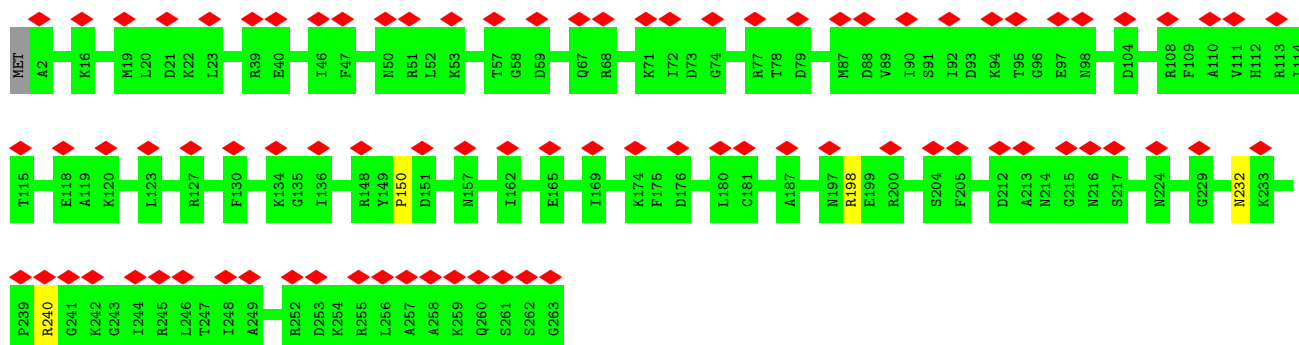 MET A2 K16 M19 L20 D21 K22 L23 R39 E40 I46 F47 N50 R51 L52 K53 T57 G58 D59 Q67 R68 K71 I72 D73 G74 R77 T78 D79 M87 D88 V89 I90 S91 I92 D93 K94 T95 G96 E97 N98 D104 R108 F109 A110 V111 H112 R113 I114
T115 E118 A119 K120 L123 R127 F130 K134 G135 I136 R148 Y149 P150 D151 N157 I162 E165 I169 K174 F175 D176 L180 C181 A187 N197 R198 E199 R200 S204 F205 D212 A213 N214 G215 N216 S217 N224 G229 N232 K233
P239 R240 G241 K242 G243 I244 R245 L246 T247 I248 A249 R252 D253 K254 R255 L256 A257 A258 K259 Q260 S261 S262 G263